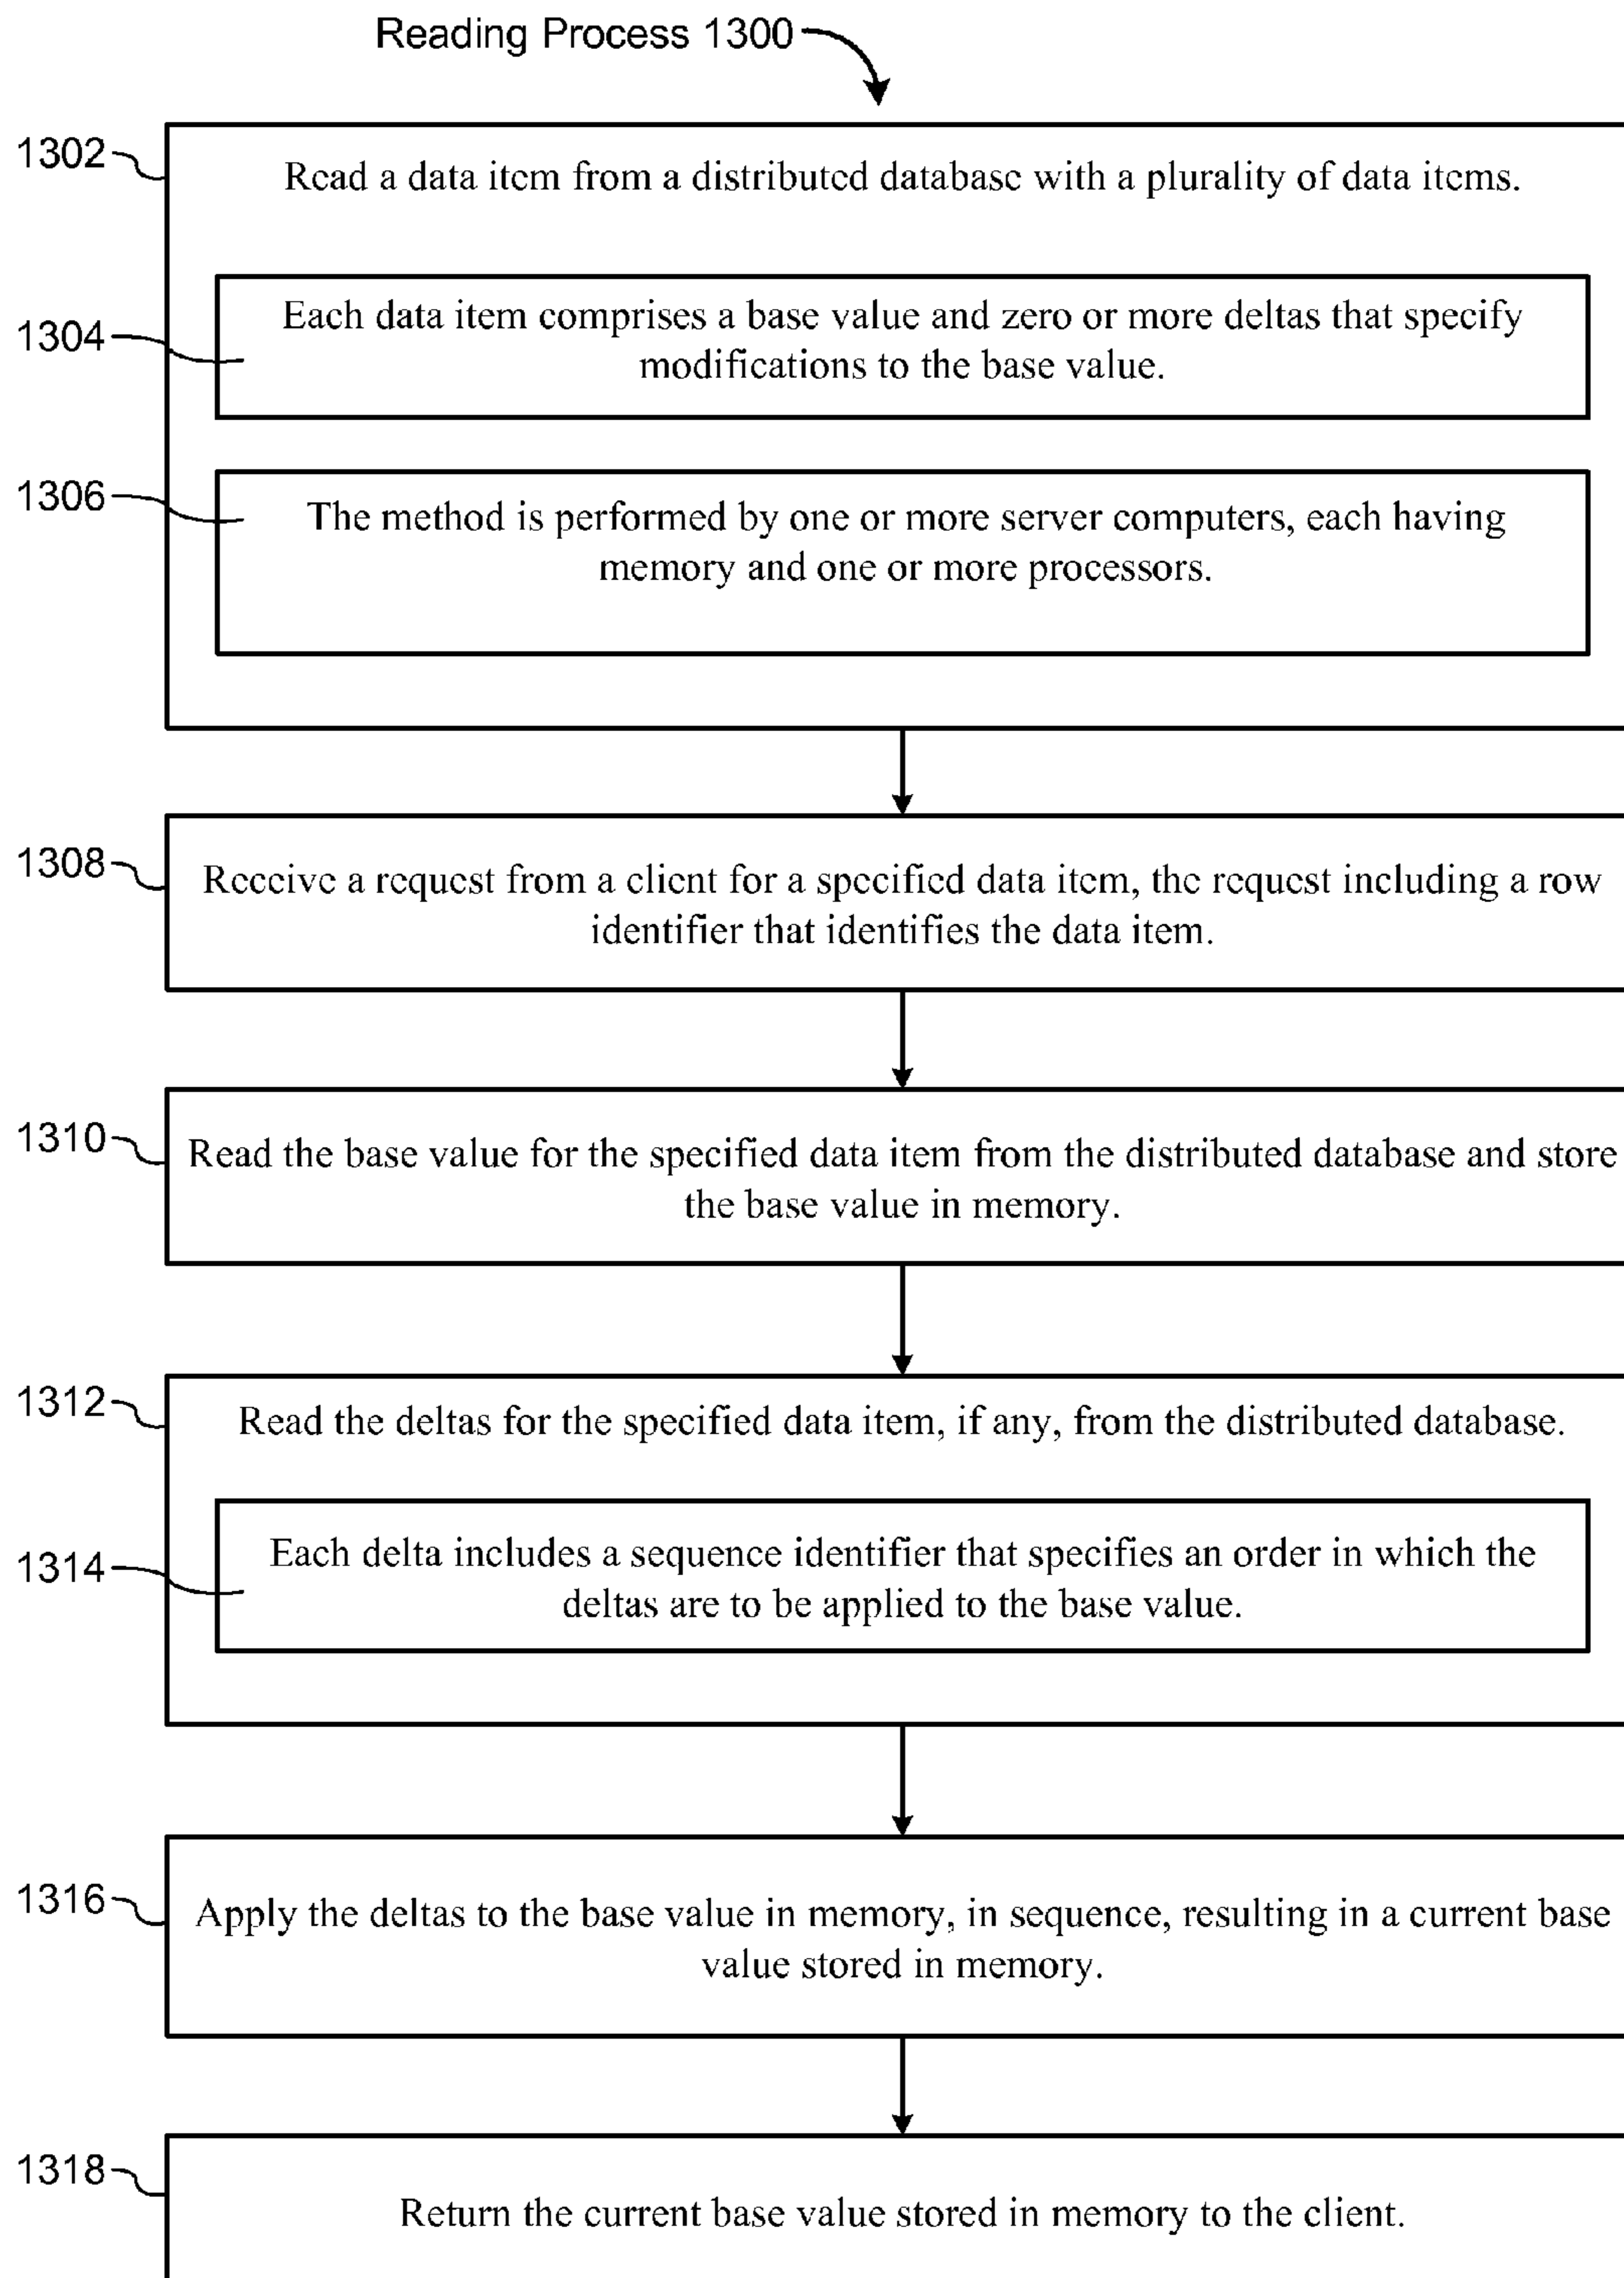 Reading Process 1300
1302
Read a data item from a distributed database with a plurality of data items.
1304
Each data item comprises a base value and zero or more deltas that specify
modifications to the base value.
1306
The method is performed by one or more server computers, each having
memory and one or more processors.
1308
Receive a request from a client for a specified data item, the request including a row
identifier that identifies the data item.
1310
Read the base value for the specified data item from the distributed database and store
the base value in memory.
1312
Read the deltas for the specified data item, if any, from the distributed database.
1314
Each delta includes a sequence identifier that specifies an order in which the
deltas are to be applied to the base value.
1316
Apply the deltas to the base value in memory, in sequence, resulting in a current base
value stored in memory.
1318
Return the current base value stored in memory to the client.